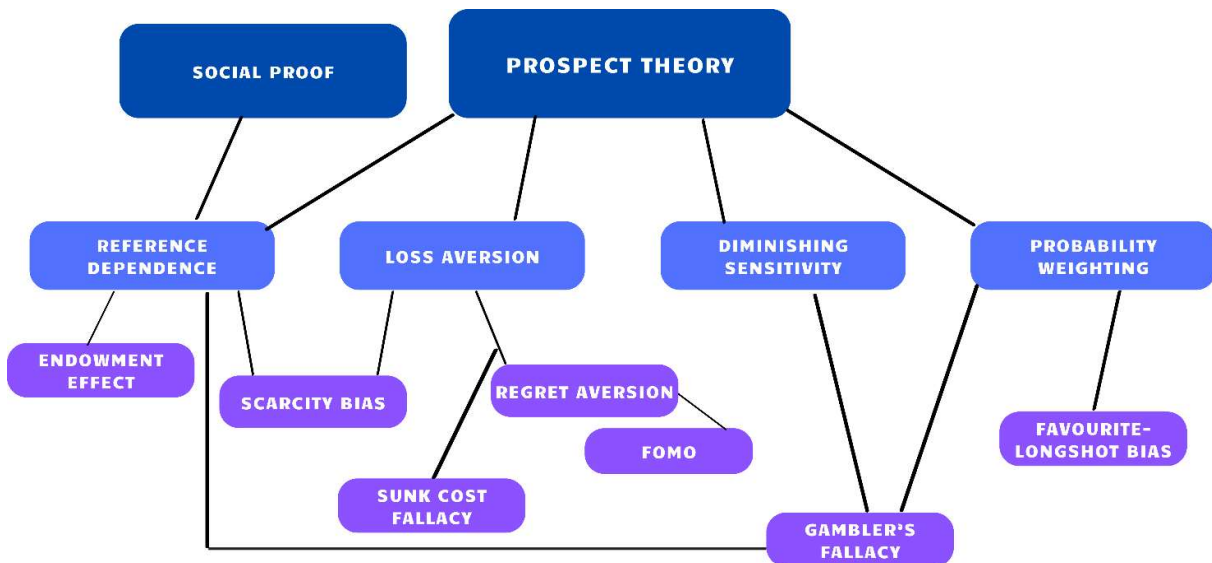 SOCIAL PROOF
PROSPECT THEORY
REFERENCE
DEPENDENCE
LOSS AVERSION
DIMINISHING
SENSITIVITY
PROBABILITY
WEIGHTING
ENDOWMENT
EFFECT
SCARCITY BIAS
REGRET AVERSION
FOMO
FAVOURITE-
LONGSHOT BIAS
SUNK COST
FALLACY
GAMBLER'S
FALLACY